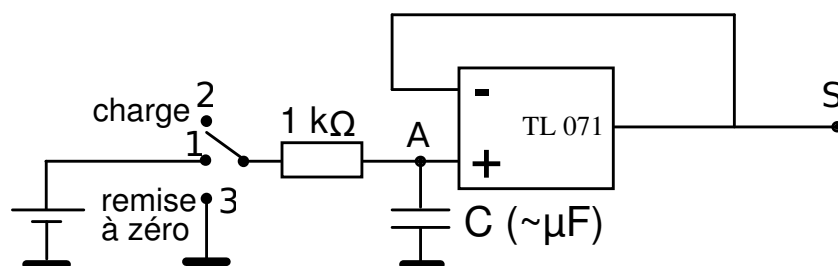 S
2
charge
1 kΩ
-
TL 071
A
1
+
remise
3
à zéro
C (~µF)